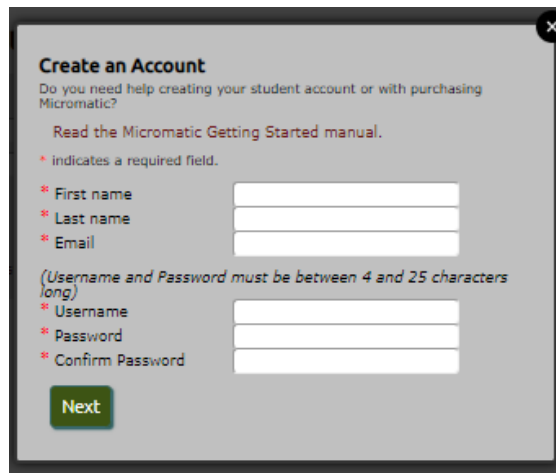 Create an Account
Do you need help creating your student account or with purchasing
Micromatic?
Read the Micromatic Getting Started manual.
* indicates a required field.
* First name
* Last name
* Email
(Username and Password must be between 4 and 25 characters
long)
* Username
* Password
* Confirm Password
Next